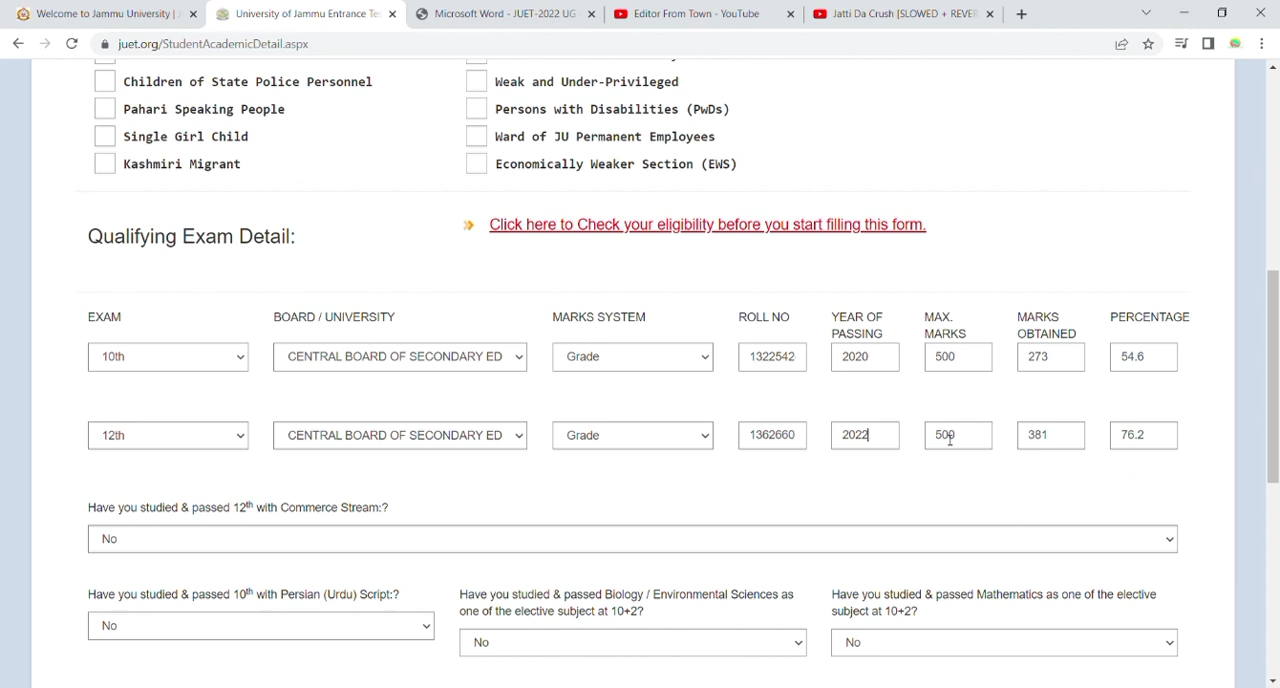 Welcome to Jammu University |
University of Jammu Entrance Te
Microsoft Word - JUET-2022 UG
Editor From Town - YouTube
Jatti Da Crush [SLOWED + REVER
juet.org/StudentAcademicDetail.aspx
Children of State Police Personnel
Weak and Under-Privileged
Pahari Speaking People
Persons with Disabilities (PwDs)
Single Girl Child
Ward of JU Permanent Employees
Kashmiri Migrant
Economically Weaker Section (EWS)
Qualifying Exam Detail:
Click here to Check your eligibility before you start filling this form.
EXAM
BOARD / UNIVERSITY
MARKS SYSTEM
ROLL NO
YEAR OF
PASSING
MAX.
MARKS
MARKS
OBTAINED
PERCENTAGE
10th
CENTRAL BOARD OF SECONDARY ED
Grade
1322542
2020
500
273
54.6
12th
CENTRAL BOARD OF SECONDARY ED
Grade
1362660
2022
500
381
76.2
Have you studied & passed 12th with Commerce Stream:?
No
Have you studied & passed 10th with Persian (Urdu) Script:?
No
Have you studied & passed Biology / Environmental Sciences as
one of the elective subject at 10+2?
No
Have you studied & passed Mathematics as one of the elective
subject at 10+2?
No